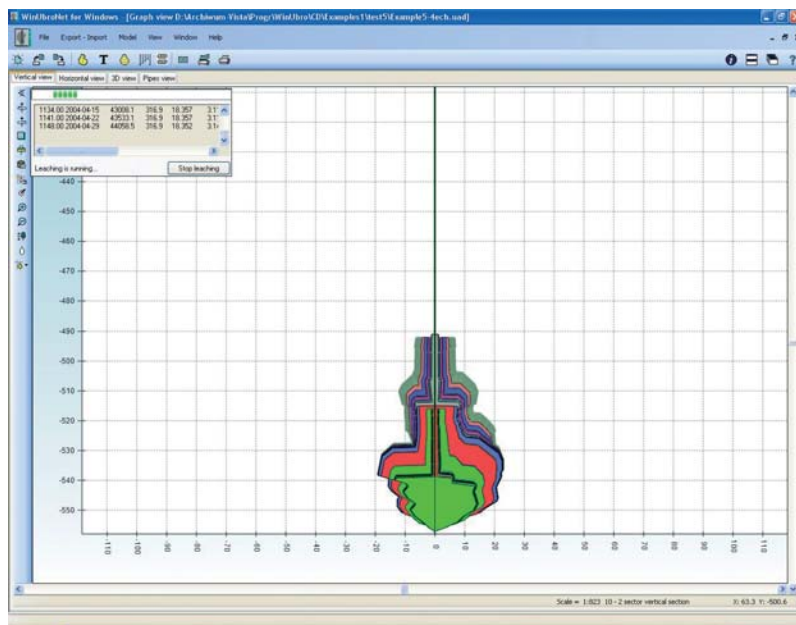 WinUbroNet for Windows - [Graph view D:\Archiwum-Vista\Progr\WinUbro\CD\Examples1\test5\Example5-4ech.uad]
File Export - Import Model View Window Help
Vertical view Horizontal view 3D view Pipes view
1134.00 2004-04-15 43008.1 316.9 18.357
1141.00 2004-04-22 43533.1 316.9 18.357
1148.00 2004-04-29 44058.5 316.9 18.352
Leaching is running... Stop leaching
-440
-450
-460
-470
-480
-490
-500
-510
-520
-530
-540
-550
-110 -100 -90 -80 -70 -60 -50 -40 -30 -20 -10 0 10 20 30 40 50 60 70 80 90 100 110
Scale = 1:823 10 - 2 sector vertical section X: 63.3 Y: -500.6